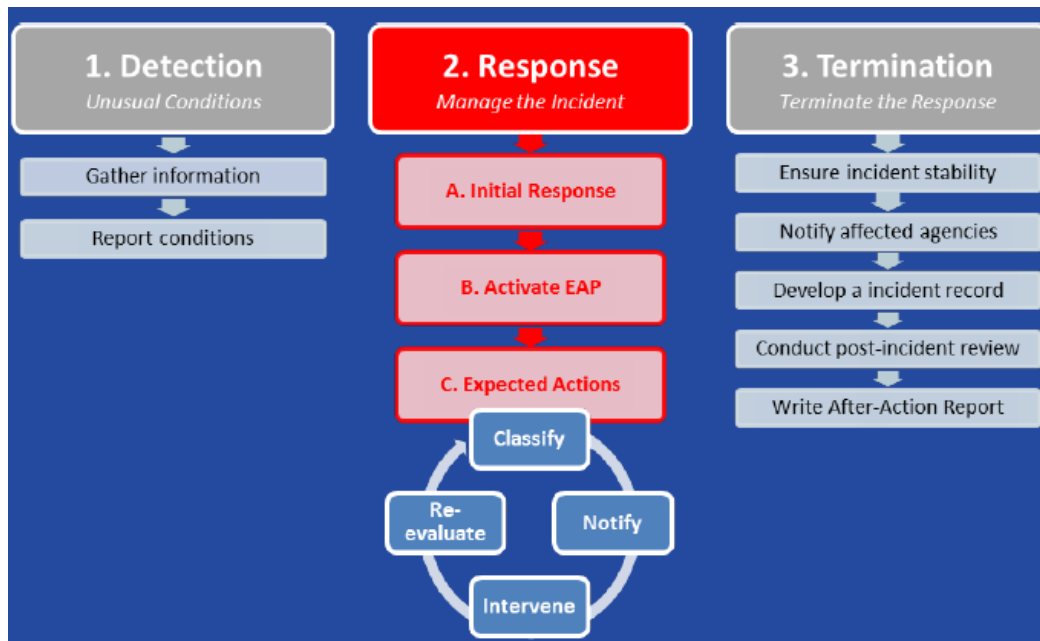 1. Detection
Unusual Conditions
Gather information
Report conditions
2. Response
Manage the Incident
A. Initial Response
B. Activate EAP
C. Expected Actions
Classify
Notify
Intervene
Re-
evaluate
3. Termination
Terminate the Response
Ensure incident stability
Notify affected agencies
Develop a incident record
Conduct post-incident review
Write After-Action Report